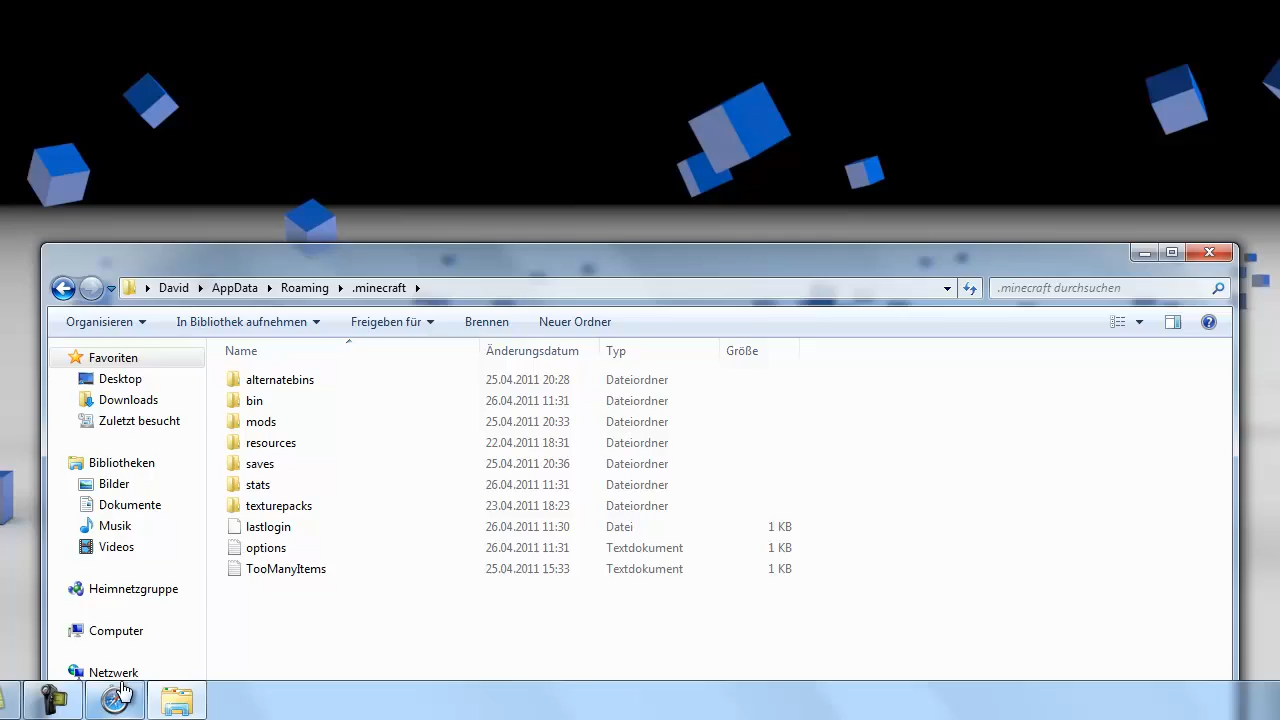 David AppData Roaming .minecraft .minecraft durchsuchen
Organisieren In Bibliothek aufnehmen Freigeben für Brennen Neuer Ordner
Favoriten
Desktop
Downloads
Zuletzt besucht
Bibliotheken
Bilder
Dokumente
Musik
Videos
Heimnetzgruppe
Computer
Netzwerk
Name Änderungsdatum Typ Größe
alternatebins 25.04.2011 20:28 Dateiordner
bin 26.04.2011 11:31 Dateiordner
mods 25.04.2011 20:33 Dateiordner
resources 22.04.2011 18:31 Dateiordner
saves 25.04.2011 20:36 Dateiordner
stats 26.04.2011 11:31 Dateiordner
texturepacks 23.04.2011 18:23 Dateiordner
lastlogin 26.04.2011 11:30 Datei 1 KB
options 26.04.2011 11:31 Textdokument 1 KB
TooManyItems 25.04.2011 15:33 Textdokument 1 KB